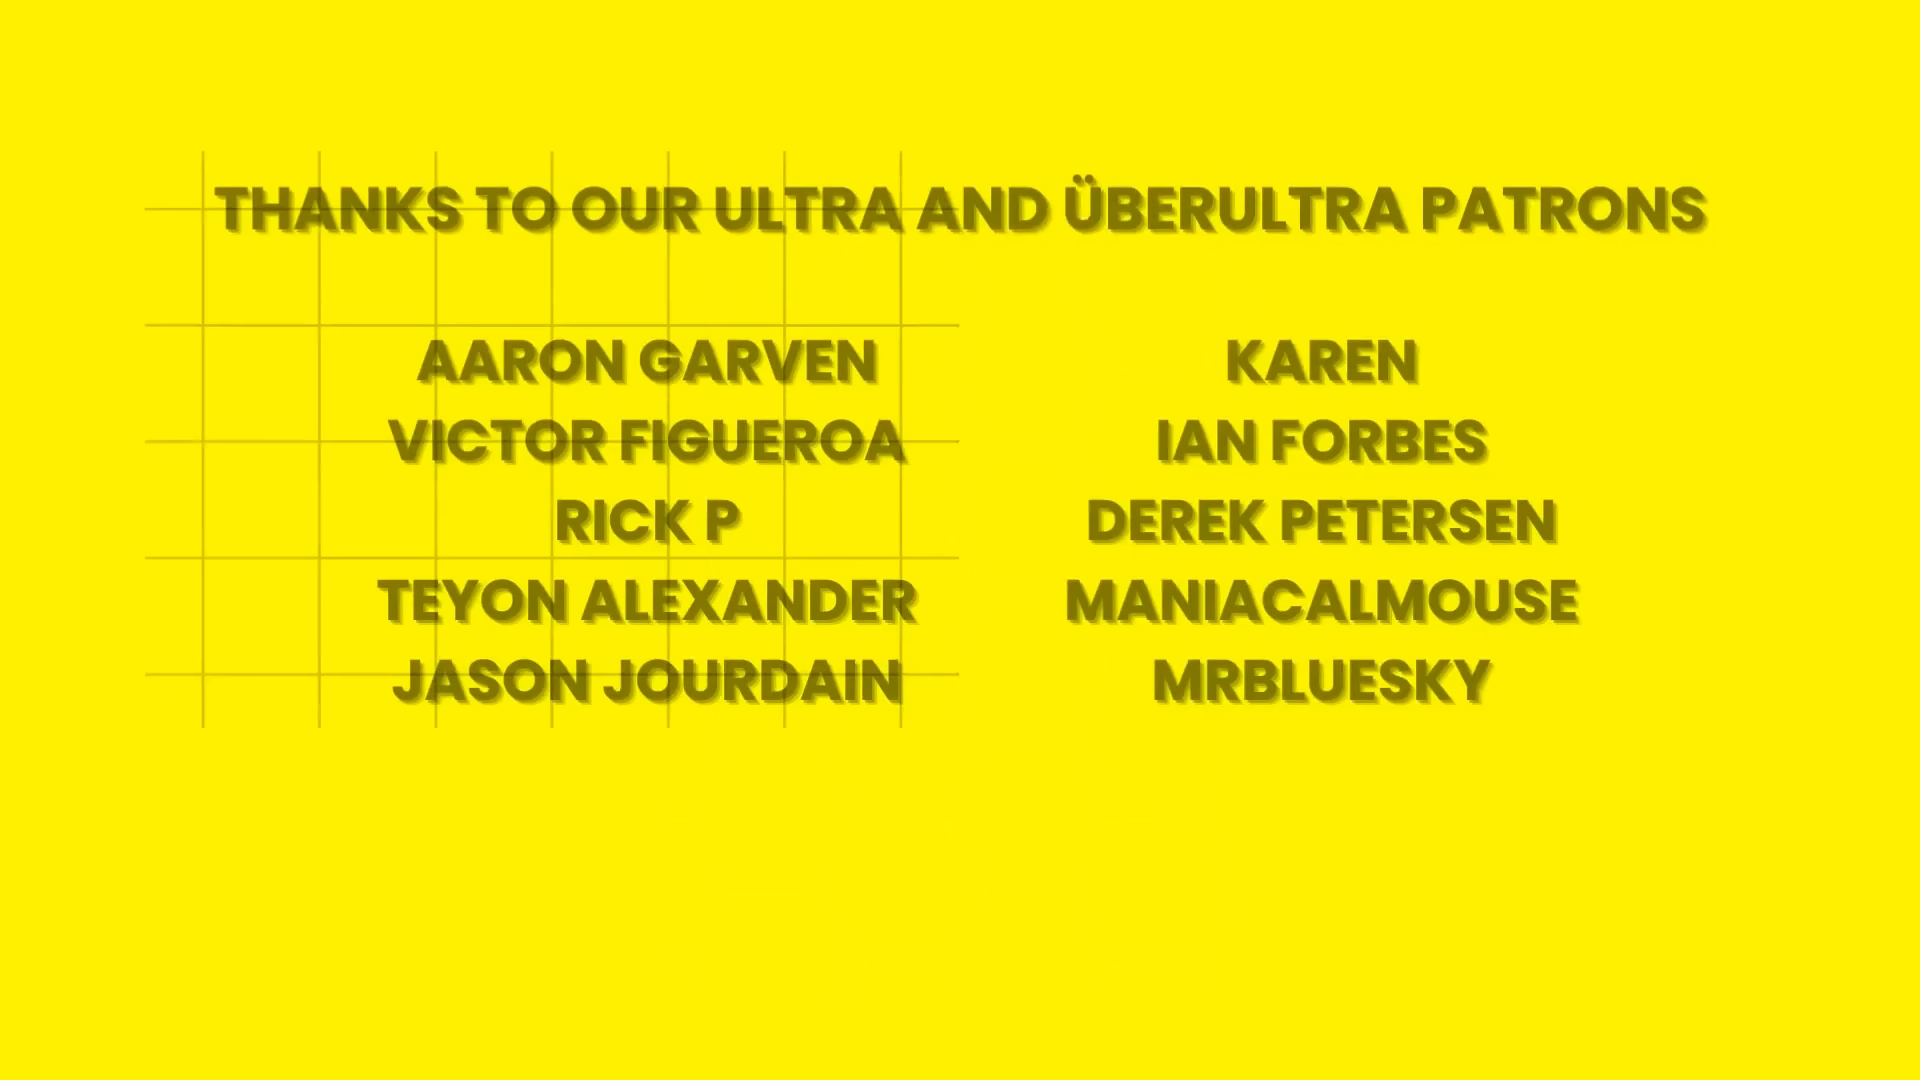 THANKS TO OUR ULTRA AND ÜBERULTRA PATRONS
AARON GARVEN
VICTOR FIGUEROA
RICK P
TEYON ALEXANDER
JASON JOURDAIN
KAREN
IAN FORBES
DEREK PETERSEN
MANIACALMOUSE
MRBLUESKY